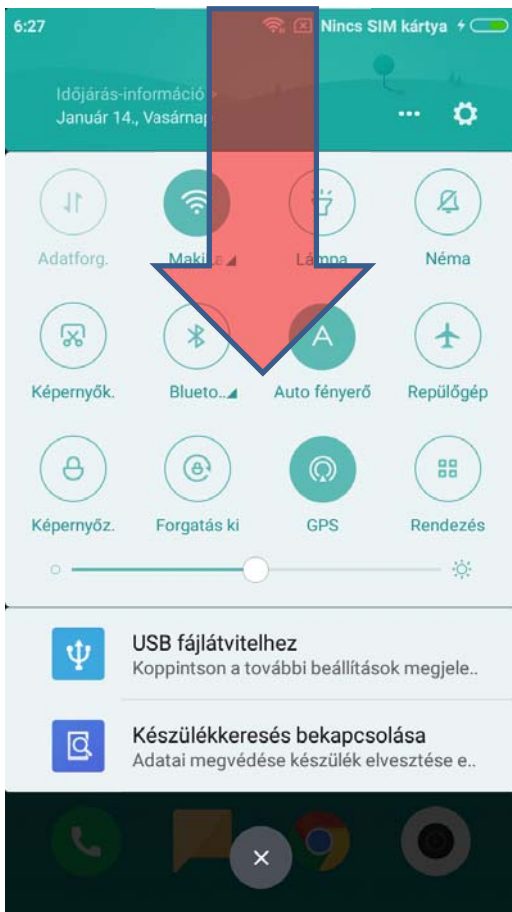 6:27 Nincs SIM kártya
Időjárás-információ
Január 14., Vasárnap
Adatforg. Lámpa Néma
Képernyők. Blueto.. Auto fényerő Repülőgép
Képernyőz. Forgatás ki GPS Rendezés
USB fájlátvitelhez
Koppintson a további beállítások megjele..
Készülékkeresés bekapcsolása
Adatai megvédése készülék elvesztése e..